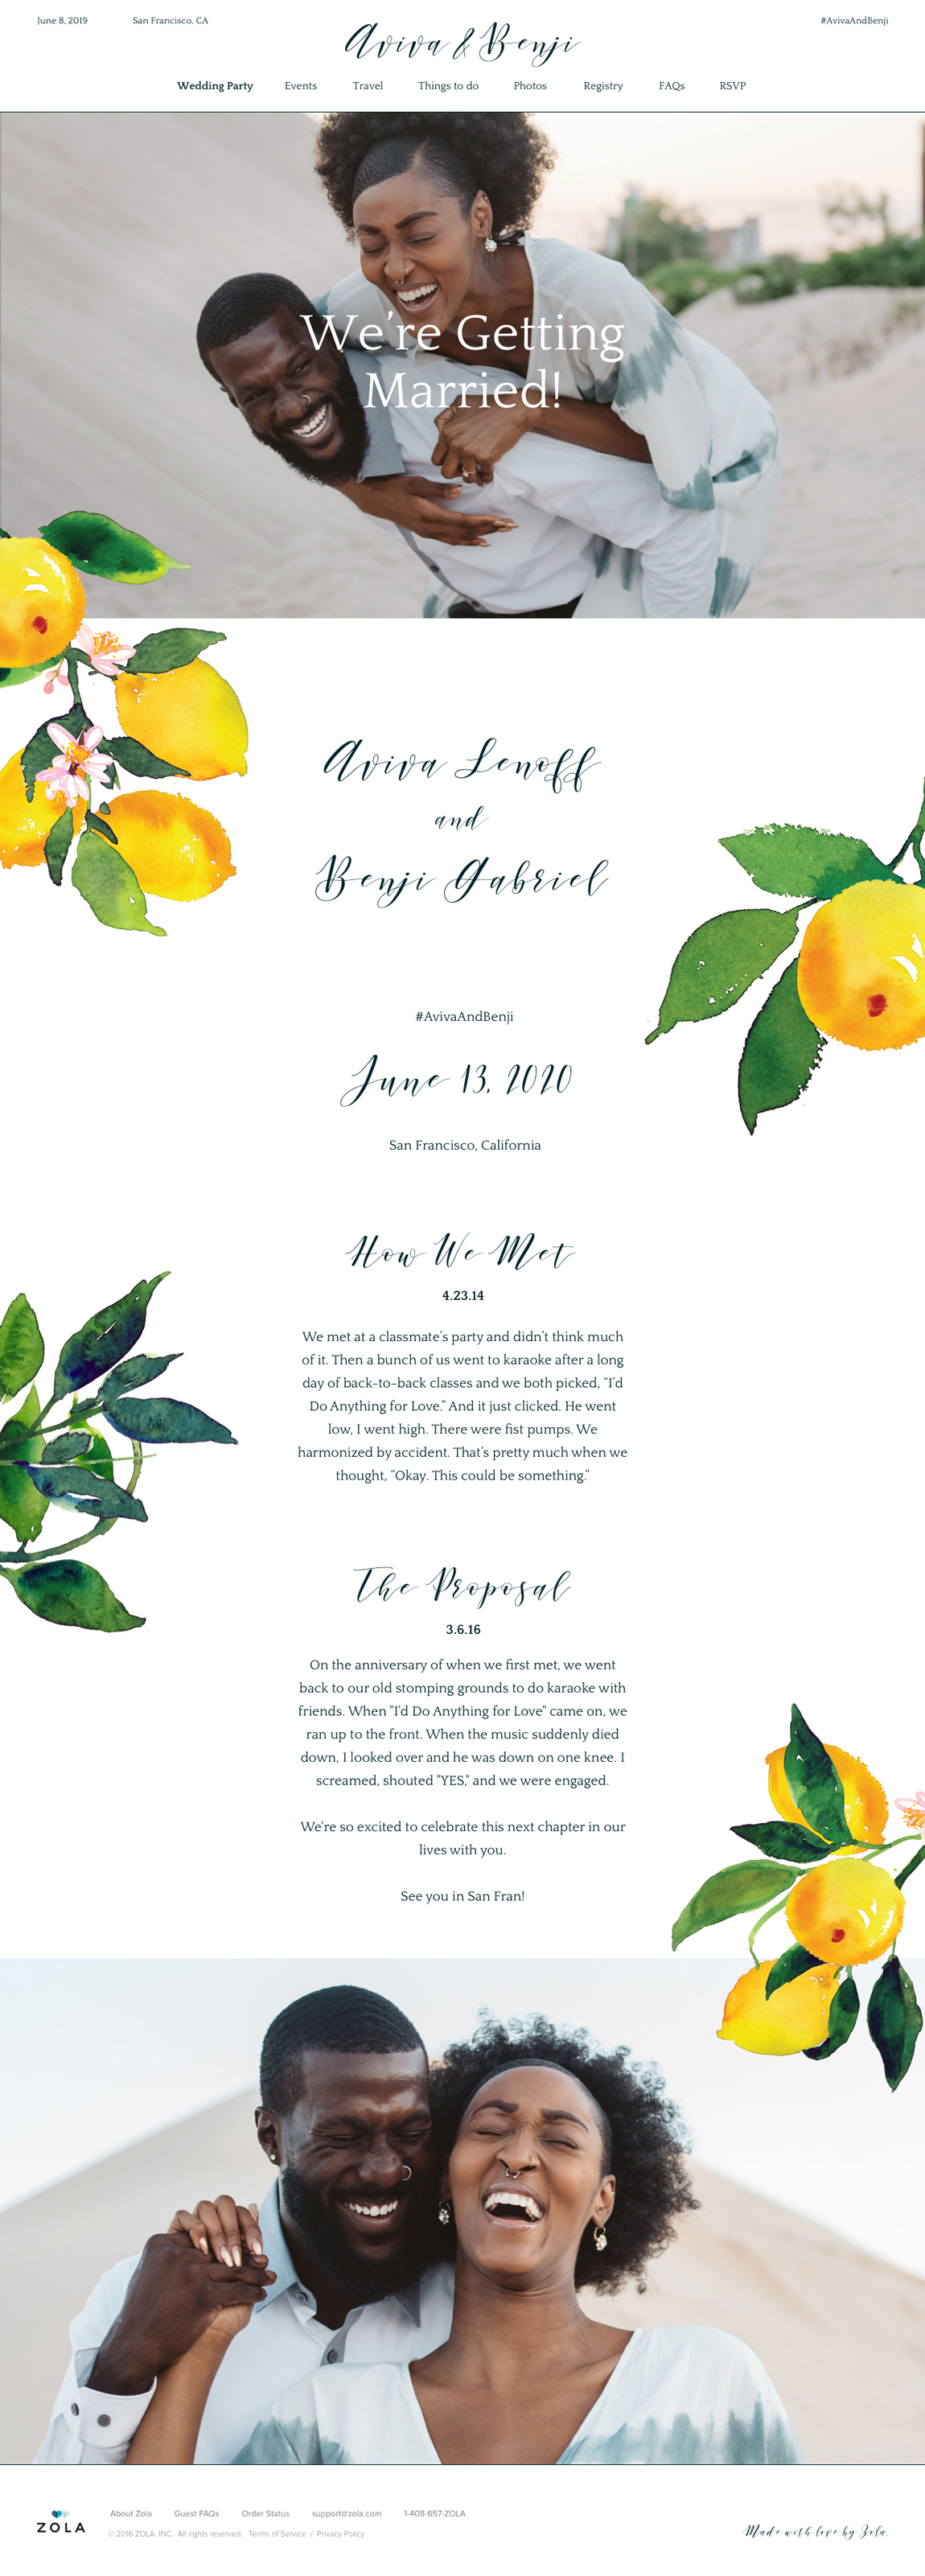 June 8, 2019
San Francisco, CA
Aviva & Benji
#AvivaAndBenji
Wedding Party Events Travel Things to do Photos Registry FAQs RSVP
We’re Getting
Married!
Aviva Lenoff
and
Benji Gabriel
#AvivaAndBenji
June 13, 2020
San Francisco, California
How We Met
4.23.14
We met at a classmate’s party and didn’t think much
of it. Then a bunch of us went to karaoke after a long
day of back-to-back classes and we both picked, “I’d
Do Anything for Love.” And it just clicked. He went
low, I went high. There were fist pumps. We
harmonized by accident. That’s pretty much when we
thought, “Okay. This could be something.”
The Proposal
3.6.16
On the anniversary of when we first met, we went
back to our old stomping grounds to do karaoke with
friends. When "I'd Do Anything for Love" came on, we
ran up to the front. When the music suddenly died
down, I looked over and he was down on one knee. I
screamed, shouted "YES," and we were engaged.
We're so excited to celebrate this next chapter in our
lives with you.
See you in San Fran!
ZOLA
About Zola Guest FAQs Order Status support@zola.com 1-408-657-ZOLA
© 2016 ZOLA, INC. All rights reserved. Terms of Service / Privacy Policy
Made with love by Zola.